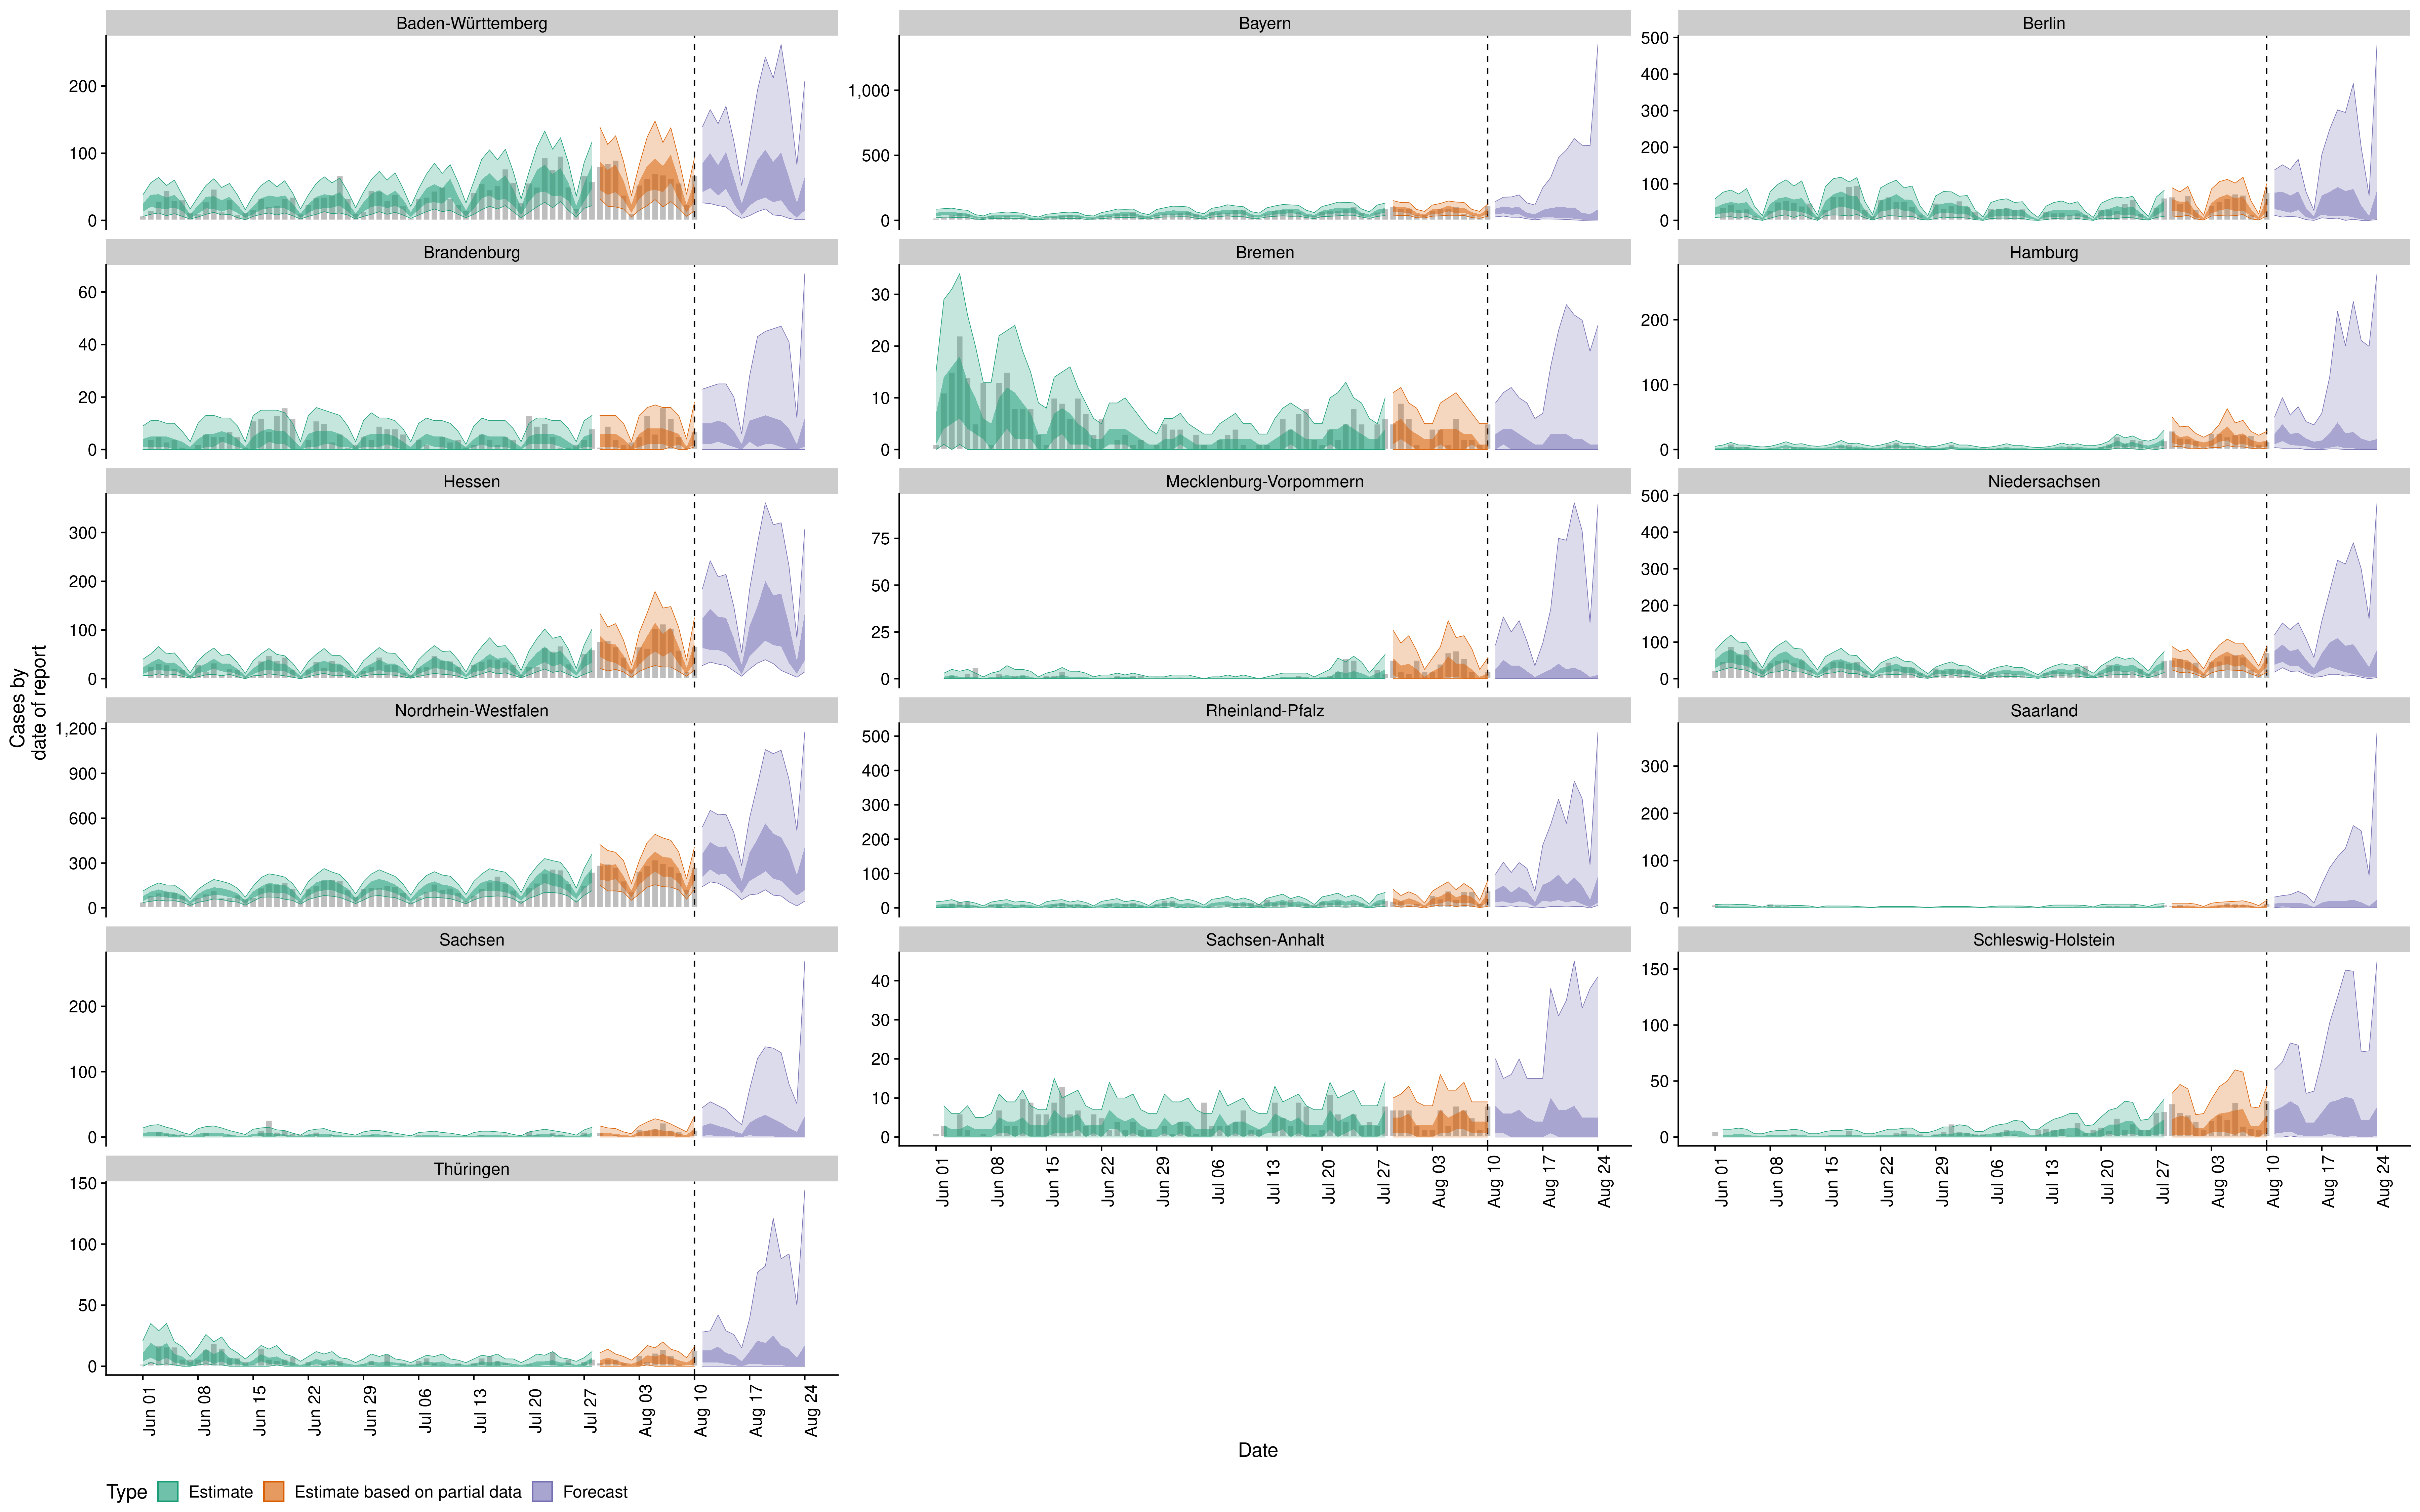 Baden-Württemberg
Bayern
Berlin
200
100
0
1,000
500
0
500
400
300
200
100
0
Brandenburg
Bremen
Hamburg
60
40
20
0
30
20
10
0
200
100
0
Hessen
Mecklenburg-Vorpommern
Niedersachsen
300
200
100
0
75
50
25
0
500
400
300
200
100
0
Cases by
date of report
Nordrhein-Westfalen
Rheinland-Pfalz
Saarland
1,200
900
600
300
0
500
400
300
200
100
0
300
200
100
0
Sachsen
Sachsen-Anhalt
Schleswig-Holstein
200
100
0
40
30
20
10
0
150
100
50
0
Jun 01
Jun 08
Jun 15
Jun 22
Jun 29
Jul 06
Jul 13
Jul 20
Jul 27
Aug 03
Aug 10
Aug 17
Aug 24
Jun 01
Jun 08
Jun 15
Jun 22
Jun 29
Jul 06
Jul 13
Jul 20
Jul 27
Aug 03
Aug 10
Aug 17
Aug 24
Thüringen
150
100
50
0
Jun 01
Jun 08
Jun 15
Jun 22
Jun 29
Jul 06
Jul 13
Jul 20
Jul 27
Aug 03
Aug 10
Aug 17
Aug 24
Date
Type Estimate Estimate based on partial data Forecast